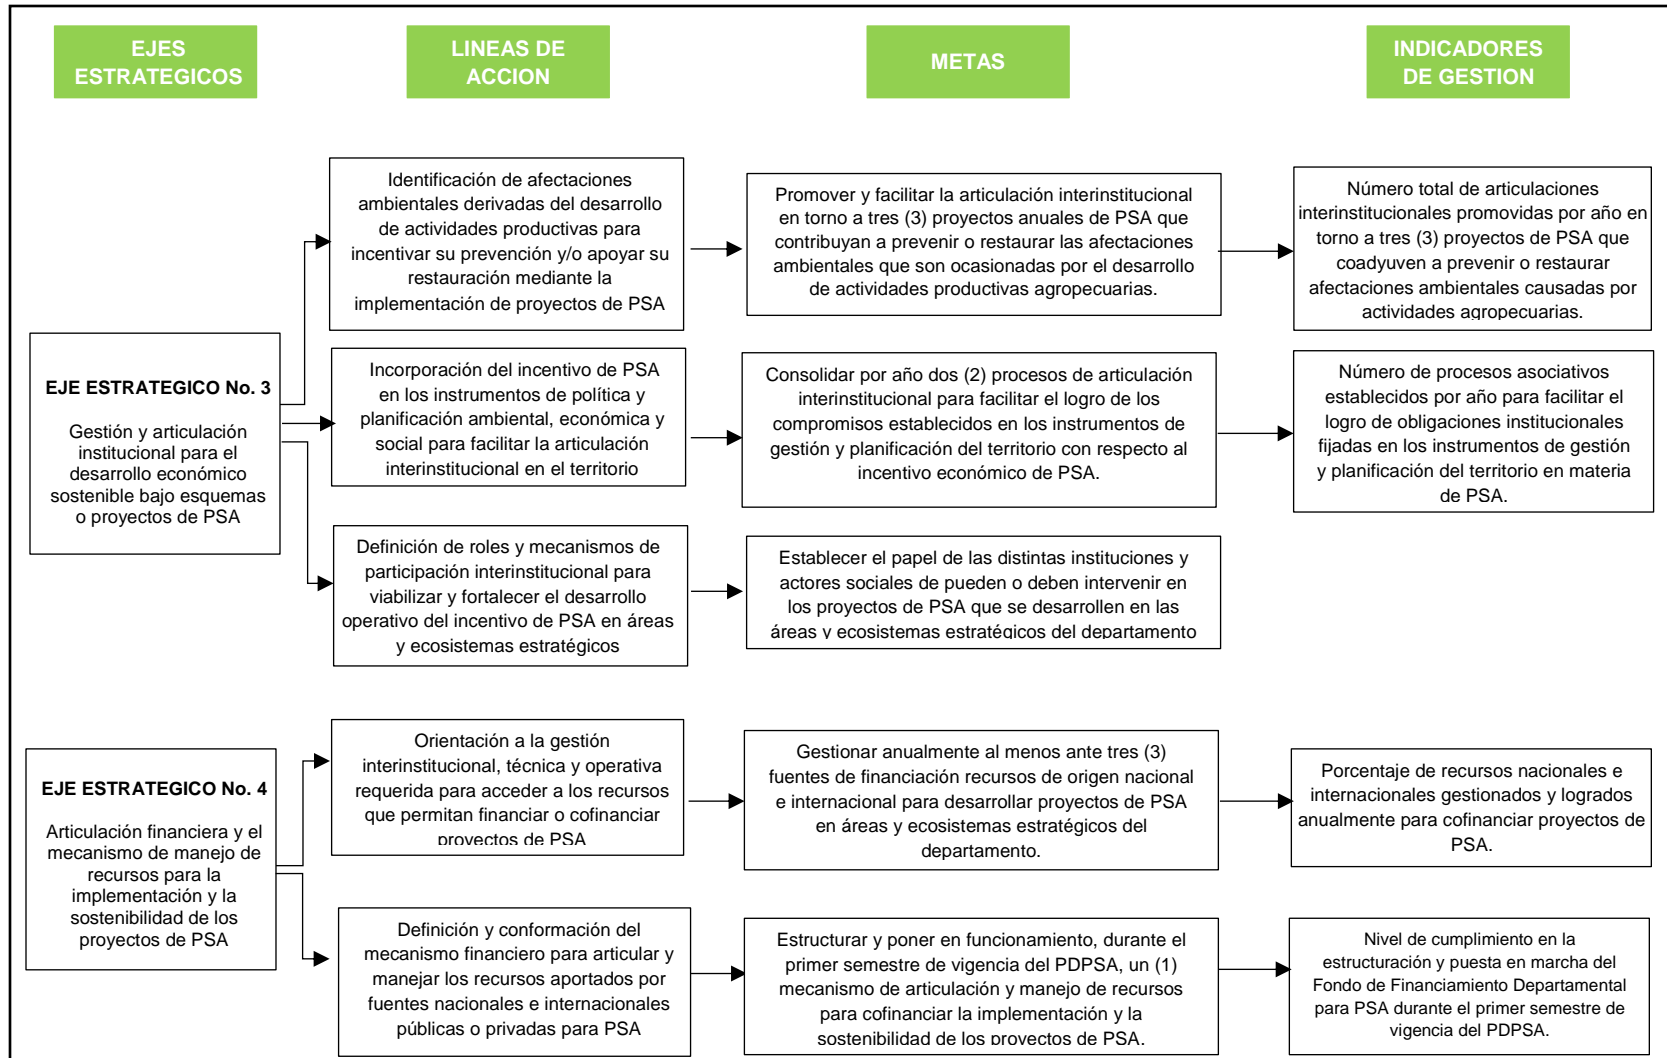 EJES
ESTRATEGICOS
LINEAS DE
ACCION
METAS
INDICADORES
DE GESTION
EJE ESTRATEGICO No. 3
Gestión y articulación
institucional para el
desarrollo económico
sostenible bajo esquemas
o proyectos de PSA
Identificación de afectaciones
ambientales derivadas del desarrollo
de actividades productivas para
incentivar su prevención y/o apoyar su
restauración mediante la
implementación de proyectos de PSA
Promover y facilitar la articulación interinstitucional
en torno a tres (3) proyectos anuales de PSA que
contribuyan a prevenir o restaurar las afectaciones
ambientales que son ocasionadas por el desarrollo
de actividades productivas agropecuarias.
Número total de articulaciones
interinstitucionales promovidas por año en
torno a tres (3) proyectos de PSA que
coadyuven a prevenir o restaurar
afectaciones ambientales causadas por
actividades agropecuarias.
Incorporación del incentivo de PSA
en los instrumentos de política y
planificación ambiental, económica y
social para facilitar la articulación
interinstitucional en el territorio
Consolidar por año dos (2) procesos de articulación
interinstitucional para facilitar el logro de los
compromisos establecidos en los instrumentos de
gestión y planificación del territorio con respecto al
incentivo económico de PSA.
Número de procesos asociativos
establecidos por año para facilitar el
logro de obligaciones institucionales
fijadas en los instrumentos de gestión
y planificación del territorio en materia
de PSA.
Definición de roles y mecanismos de
participación interinstitucional para
viabilizar y fortalecer el desarrollo
operativo del incentivo de PSA en áreas
y ecosistemas estratégicos
Establecer el papel de las distintas instituciones y
actores sociales de pueden o deben intervenir en
los proyectos de PSA que se desarrollen en las
áreas y ecosistemas estratégicos del departamento
EJE ESTRATEGICO No. 4
Articulación financiera y el
mecanismo de manejo de
recursos para la
implementación y la
sostenibilidad de los
proyectos de PSA
Orientación a la gestión
interinstitucional, técnica y operativa
requerida para acceder a los recursos
que permitan financiar o cofinanciar
proyectos de PSA
Gestionar anualmente al menos ante tres (3)
fuentes de financiación recursos de origen nacional
e internacional para desarrollar proyectos de PSA
en áreas y ecosistemas estratégicos del
departamento.
Porcentaje de recursos nacionales e
internacionales gestionados y logrados
anualmente para cofinanciar proyectos de
PSA.
Definición y conformación del
mecanismo financiero para articular y
manejar los recursos aportados por
fuentes nacionales e internacionales
públicas o privadas para PSA
Estructurar y poner en funcionamiento, durante el
primer semestre de vigencia del PDPSA, un (1)
mecanismo de articulación y manejo de recursos
para cofinanciar la implementación y la
sostenibilidad de los proyectos de PSA.
Nivel de cumplimiento en la
estructuración y puesta en marcha del
Fondo de Financiamiento Departamental
para PSA durante el primer semestre de
vigencia del PDPSA.